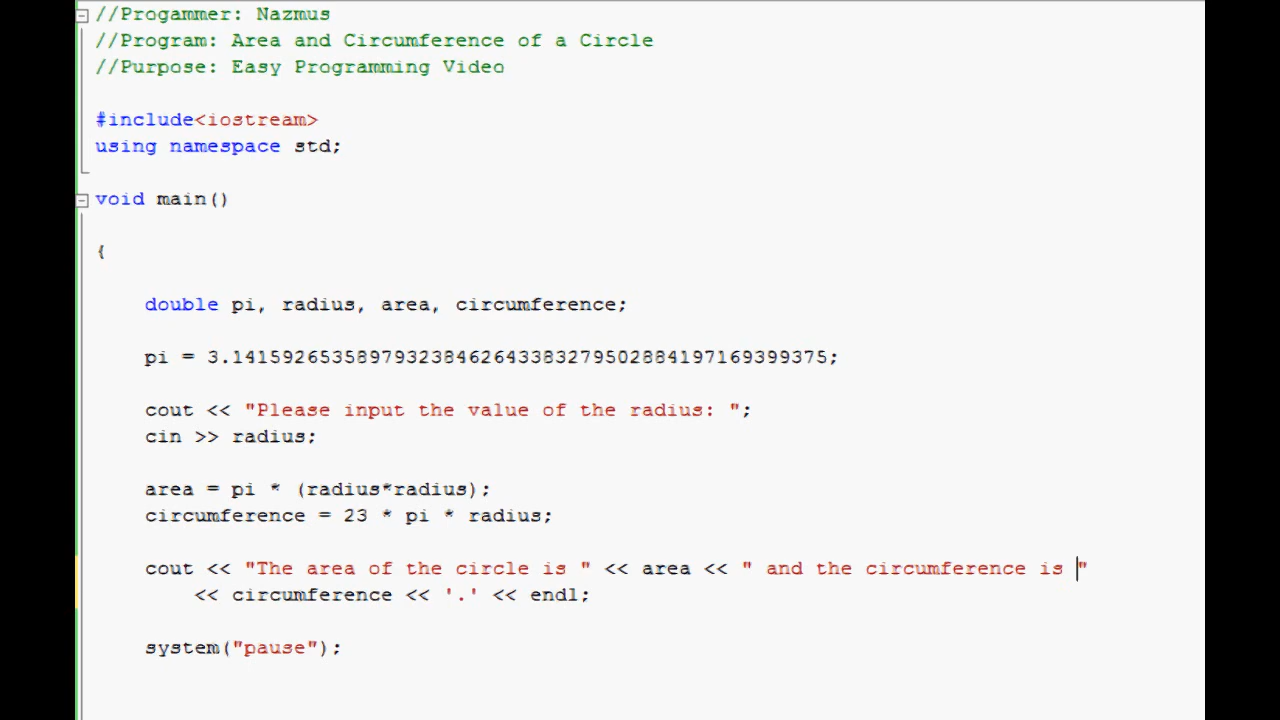 //Progammer: Nazmus
//Program: Area and Circumference of a Circle
//Purpose: Easy Programming Video
#include<iostream>
using namespace std;
void main()
{
double pi, radius, area, circumference;
pi = 3.141592653589793238462643383279502884197169399375;
cout << "Please input the value of the radius: ";
cin >> radius;
area = pi * (radius*radius);
circumference = 23 * pi * radius;
cout << "The area of the circle is " << area << " and the circumference is "
<< circumference << '.' << endl;
system("pause");